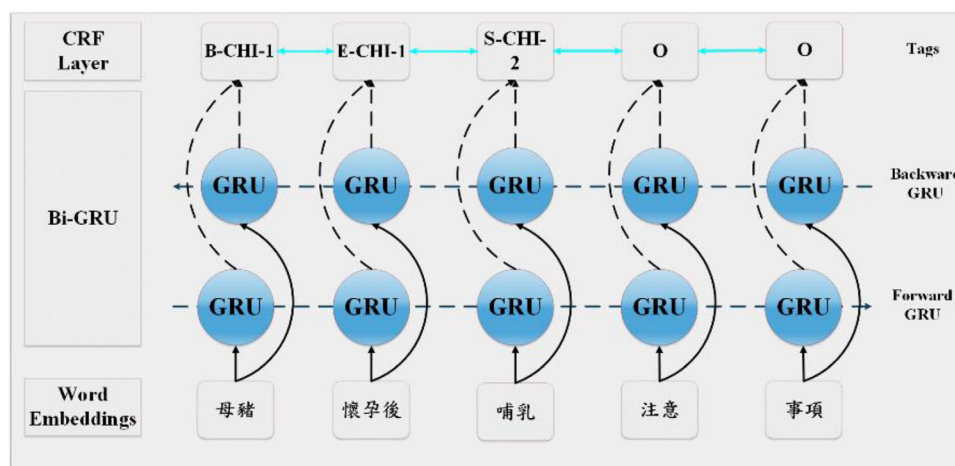 CRF
Layer
B-CHI-1
E-CHI-1
S-CHI-
2
O
O
Tags
Bi-GRU
GRU
GRU
GRU
GRU
GRU
Backward
GRU
GRU
GRU
GRU
GRU
GRU
Forward
GRU
Word
Embeddings
母豬
懷孕後
哺乳
注意
事項